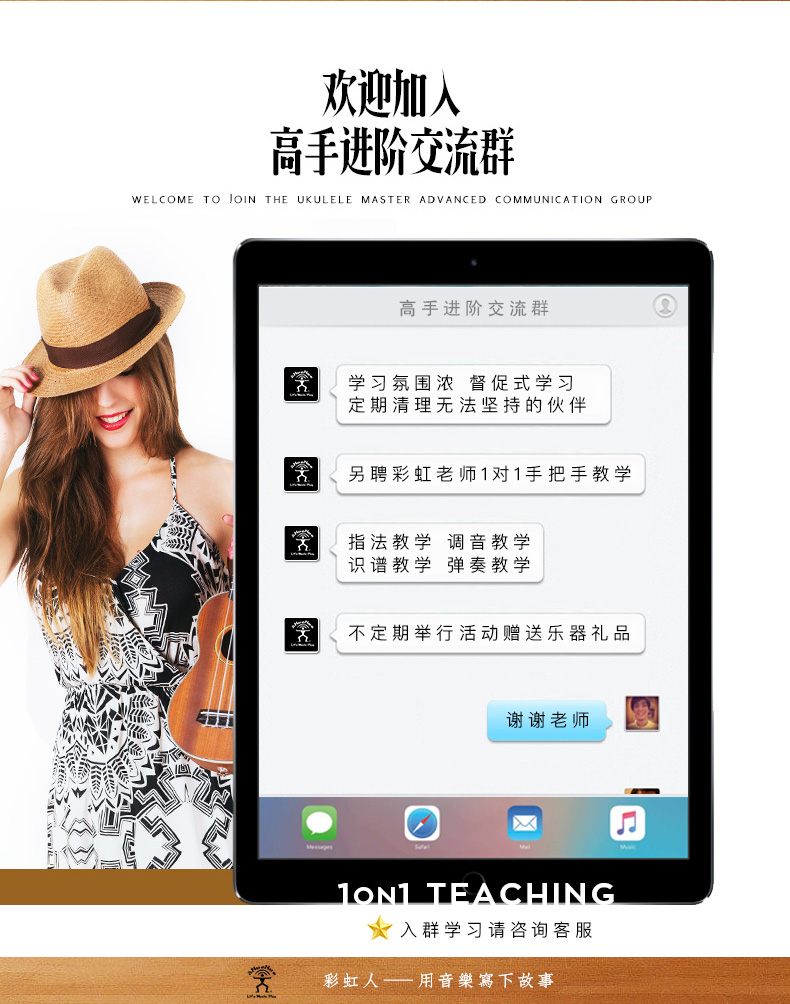 欢迎加入
高手进阶交流群
WELCOME TO JOIN THE UKULELE MASTER ADVANCED COMMUNICATION GROUP
高手进阶交流群
学习氛围浓 督促式学习
定期清理无法坚持的伙伴
另聘彩虹老师1对1手把手教学
指法教学 调音教学
识谱教学 弹奏教学
不定期举行活动赠送乐器礼品
谢谢老师
Messages
Safari
Mail
Music
1ON1 TEACHING
入群学习请咨询客服
Life Music Play
彩虹人——用音樂寫下故事